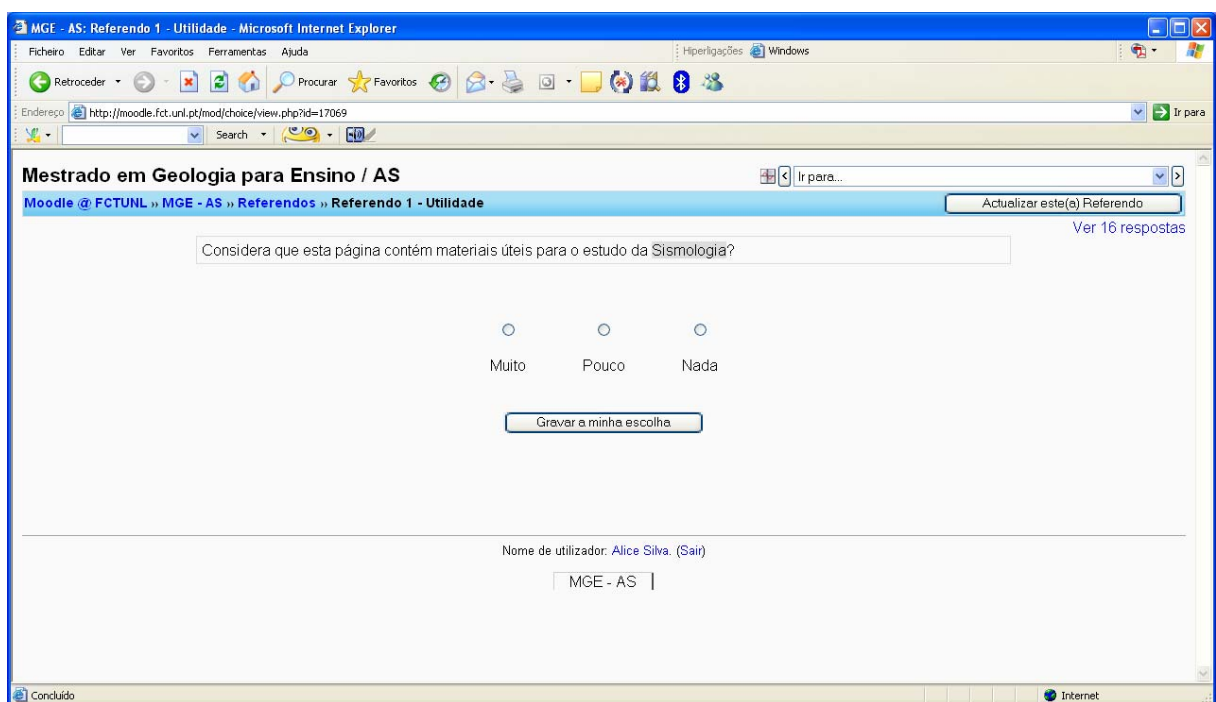 MGE - AS: Referendo 1 - Utilidade - Microsoft Internet Explorer
Ficheiro Editar Ver Favoritos Ferramentas Ajuda Hiperligações Windows
Retroceder Procurar Favoritos
Endereço http://moodle.fct.unl.pt/mod/choice/view.php?id=17069 Ir para
Search
Mestrado em Geologia para Ensino / AS Ir para...
Moodle @ FCTUNL » MGE - AS » Referendos » Referendo 1 - Utilidade Actualizar este(a) Referendo
Ver 16 respostas
Considera que esta página contém materiais úteis para o estudo da Sismologia?
Muito Pouco Nada
Gravar a minha escolha
Nome de utilizador: Alice Silva. (Sair)
MGE - AS
Concluído Internet